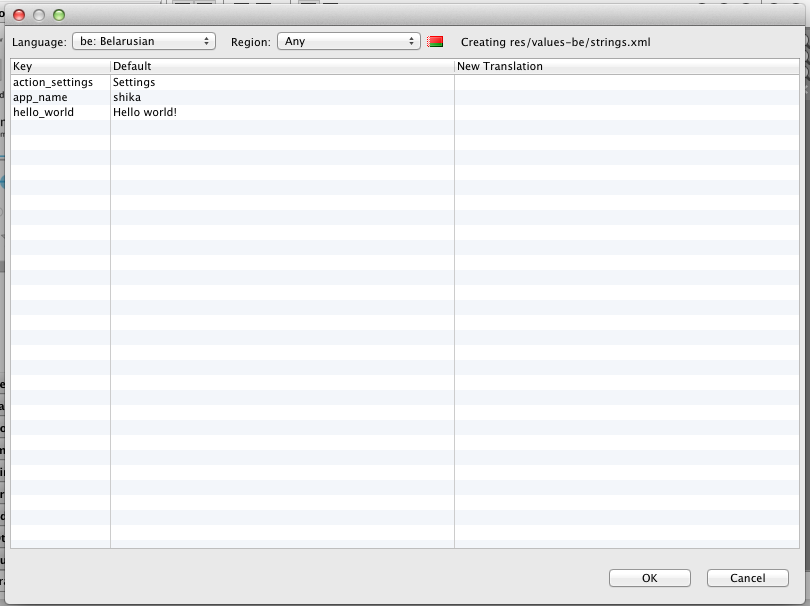 Language: be: Belarusian Region: Any Creating res/values-be/strings.xml
Key Default New Translation
action_settings Settings
app_name shika
hello_world Hello world!
OK Cancel